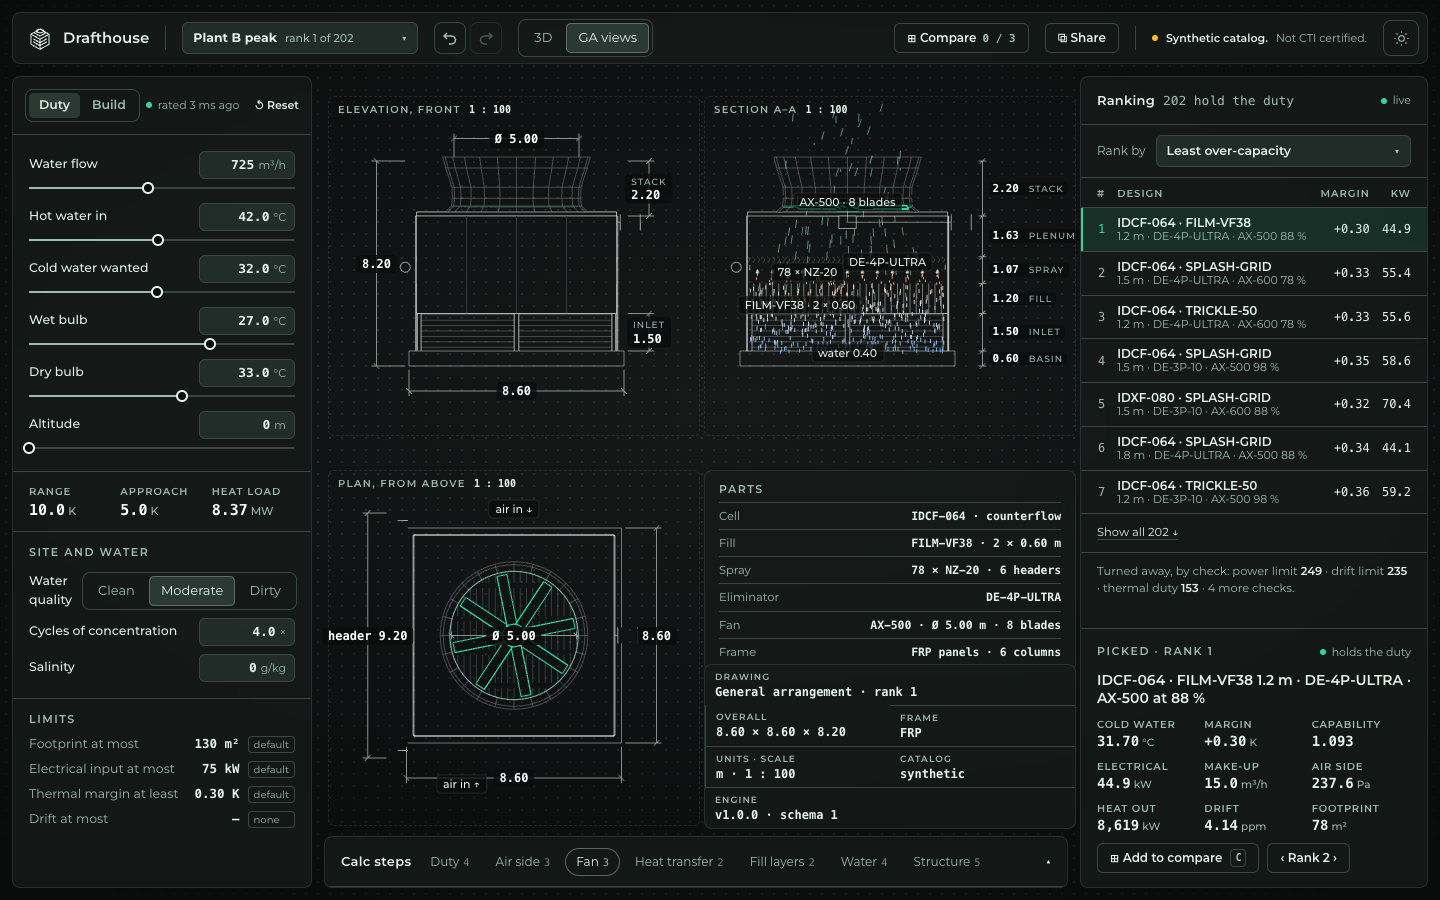 Drafthouse
Plant B peak rank 1 of 202
3D GA views
Compare 0 / 3
Share
Synthetic catalog. Not CTI certified.
Duty Build rated 3 ms ago Reset
Water flow 725 m³/h
Hot water in 42.0 °C
Cold water wanted 32.0 °C
Wet bulb 27.0 °C
Dry bulb 33.0 °C
Altitude 0 m
RANGE APPROACH HEAT LOAD
10.0 K 5.0 K 8.37 MW
SITE AND WATER
Water quality Clean Moderate Dirty
Cycles of concentration 4.0 ×
Salinity 0 g/kg
LIMITS
Footprint at most 130 m² default
Electrical input at most 75 kW default
Thermal margin at least 0.30 K default
Drift at most – none
ELEVATION, FRONT 1 : 100
Ø 5.00
STACK
2.20
8.20
INLET
1.50
8.60
SECTION A–A 1 : 100
AX-500 · 8 blades
DE-4P-ULTRA
78 × NZ-20
FILM-VF38 · 2 × 0.60
water 0.40
2.20 STACK
1.63 PLENUM
1.07 SPRAY
1.20 FILL
1.50 INLET
0.60 BASIN
PLAN, FROM ABOVE 1 : 100
air in ↓
header 9.20
Ø 5.00
8.60
air in ↑
8.60
PARTS
Cell IDCF–064 · counterflow
Fill FILM–VF38 · 2 × 0.60 m
Spray 78 × NZ–20 · 6 headers
Eliminator DE–4P–ULTRA
Fan AX–500 · Ø 5.00 m · 8 blades
Frame FRP panels · 6 columns
DRAWING
General arrangement · rank 1
OVERALL FRAME
8.60 × 8.60 × 8.20 FRP
UNITS · SCALE CATALOG
m · 1 : 100 synthetic
ENGINE
v1.0.0 · schema 1
Calc steps Duty 4 Air side 3 Fan 3 Heat transfer 2 Fill layers 2 Water 4 Structure 5
Ranking 202 hold the duty live
Rank by Least over-capacity
# DESIGN MARGIN KW
1 IDCF-064 · FILM-VF38 +0.30 44.9
1.2 m · DE-4P-ULTRA · AX-500 88 %
2 IDCF-064 · SPLASH-GRID +0.33 55.4
1.5 m · DE-4P-ULTRA · AX-600 78 %
3 IDCF-064 · TRICKLE-50 +0.33 55.6
1.2 m · DE-4P-ULTRA · AX-600 78 %
4 IDCF-064 · SPLASH-GRID +0.35 58.6
1.5 m · DE-3P-10 · AX-500 98 %
5 IDXF-080 · SPLASH-GRID +0.32 70.4
1.5 m · DE-3P-10 · AX-600 88 %
6 IDCF-064 · SPLASH-GRID +0.34 44.1
1.8 m · DE-4P-ULTRA · AX-500 88 %
7 IDCF-064 · TRICKLE-50 +0.36 59.2
1.2 m · DE-3P-10 · AX-500 98 %
Show all 202 ↓
Turned away, by check: power limit 249 · drift limit 235
· thermal duty 153 · 4 more checks.
PICKED · RANK 1 holds the duty
IDCF-064 · FILM-VF38 1.2 m · DE-4P-ULTRA ·
AX-500 at 88 %
COLD WATER MARGIN CAPABILITY
31.70 °C +0.30 K 1.093
ELECTRICAL MAKE-UP AIR SIDE
44.9 kW 15.0 m³/h 237.6 Pa
HEAT OUT DRIFT FOOTPRINT
8,619 kW 4.14 ppm 78 m²
Add to compare C ‹ Rank 2 ›